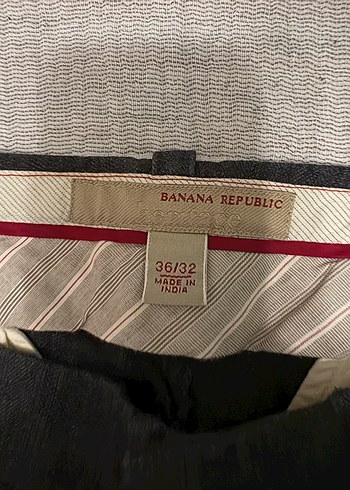 BANANA REPUBLIC
36/32
MADE IN
INDIA